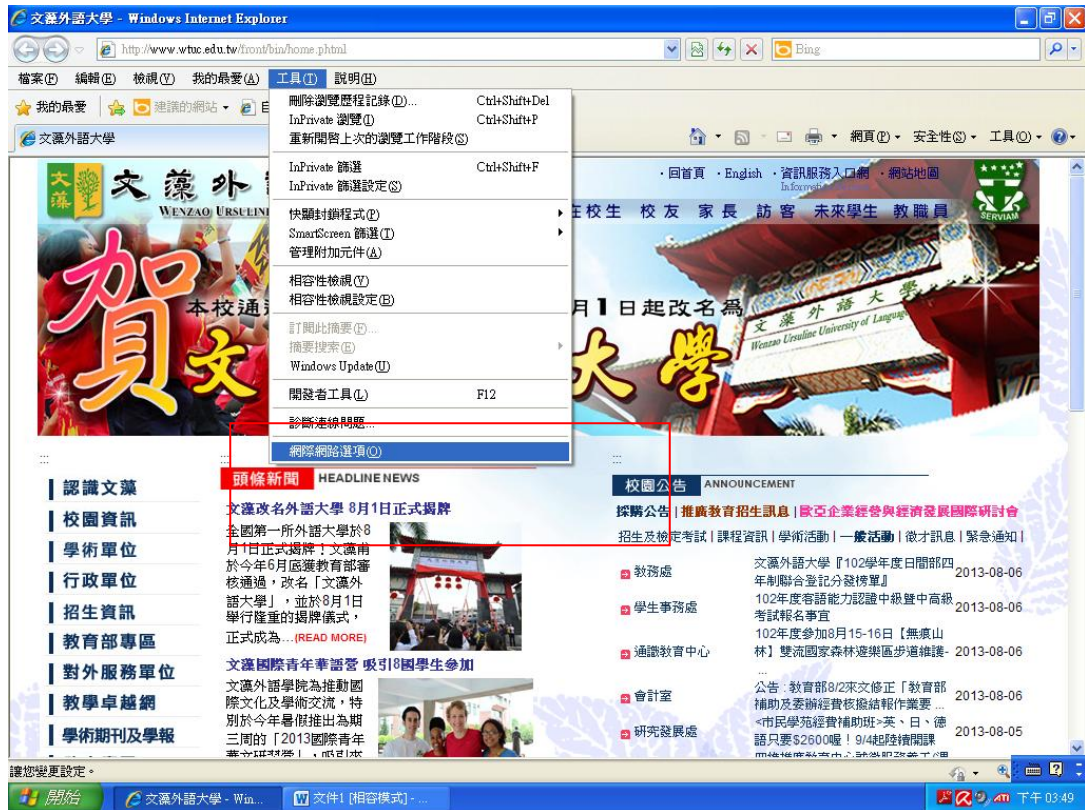 交藻外語大學 - Windows Internet Explorer
http://www.wtuc.edu.tw/front/bin/home.phtml
Bing
檔案(F) 編輯(E) 檢視(V) 我的最愛(A) 工具(T) 說明(H)
我的最愛 建議的網站
文藻外語大學
網頁(P) 安全性(S) 工具(O)
刪除瀏覽歷程記錄(D)... Ctrl+Shift+Del
InPrivate 瀏覽(I) Ctrl+Shift+P
重新開啓上次的瀏覽工作階段(S)
InPrivate 篩選 Ctrl+Shift+F
InPrivate 篩選設定(S)
快顯封鎖程式(P)
SmartScreen 篩選(T)
管理附加元件(A)
相容性檢視(V)
相容性檢視設定(B)
訂閱此摘要(F)...
摘要搜索(E)
Windows Update(U)
開發者工具(L) F12
診斷連線問題...
網際網路選項(O)
文藻
文藻外
WENZAO URSULIN
·回首頁 ·English ·資訊服務入口網 ·網站地圖
在校生 校友 家長 訪客 未來學生 教職員
SERVIAM
賀
本校通
月1日起改名為
文
大學
文藻外語大學
Wenzao Ursuline University of Languages
認識文藻
校園資訊
學術單位
行政單位
招生資訊
教育部專區
對外服務單位
教學卓越網
學術期刊及學報
頭條新聞 HEADLINE NEWS
文藻改名外語大學 8月1日正式揭牌
全國第一所外語大學於8
月1日正式揭牌！文藻甫
於今年6月底獲教育部審
核通過，改名「文藻外
語大學」，並於8月1日
舉行隆重的揭牌儀式，
正式成為...(READ MORE)
文藻國際青年華語營 吸引8國學生參加
文藻外語學院為推動國
際文化及學術交流，特
別於今年暑假推出為期
三周的「2013國際青年
華文研習營」，吸引來
校園公告 ANNOUNCEMENT
採購公告|推廣教育招生訊息|歐亞企業經營與經濟發展國際研討會
招生及檢定考試|課程資訊|學術活動|一般活動|徵才訊息|緊急通知|
教務處 文藻外語大學『102學年度日間部四年制聯合登記分發榜單』 2013-08-06
學生事務處 102年度客語能力認證中級暨中高級考試報名事宜 2013-08-06
通識教育中心 102年度參加8月15-16日【無痕山林】雙流國家森林遊樂區步道維護-... 2013-08-06
會計室 公告：教育部8/2來文修正「教育部補助及委辦經費核撥結報作業要... 2013-08-06
研究發展處 <市民學苑經費補助班>英、日、德語只要$2600喔！9/4起陸續開課 2013-08-05
讓您變更設定。
開始 文藻外語大學 - Win... 文件1 [相容模式] - ... 下午 03:49